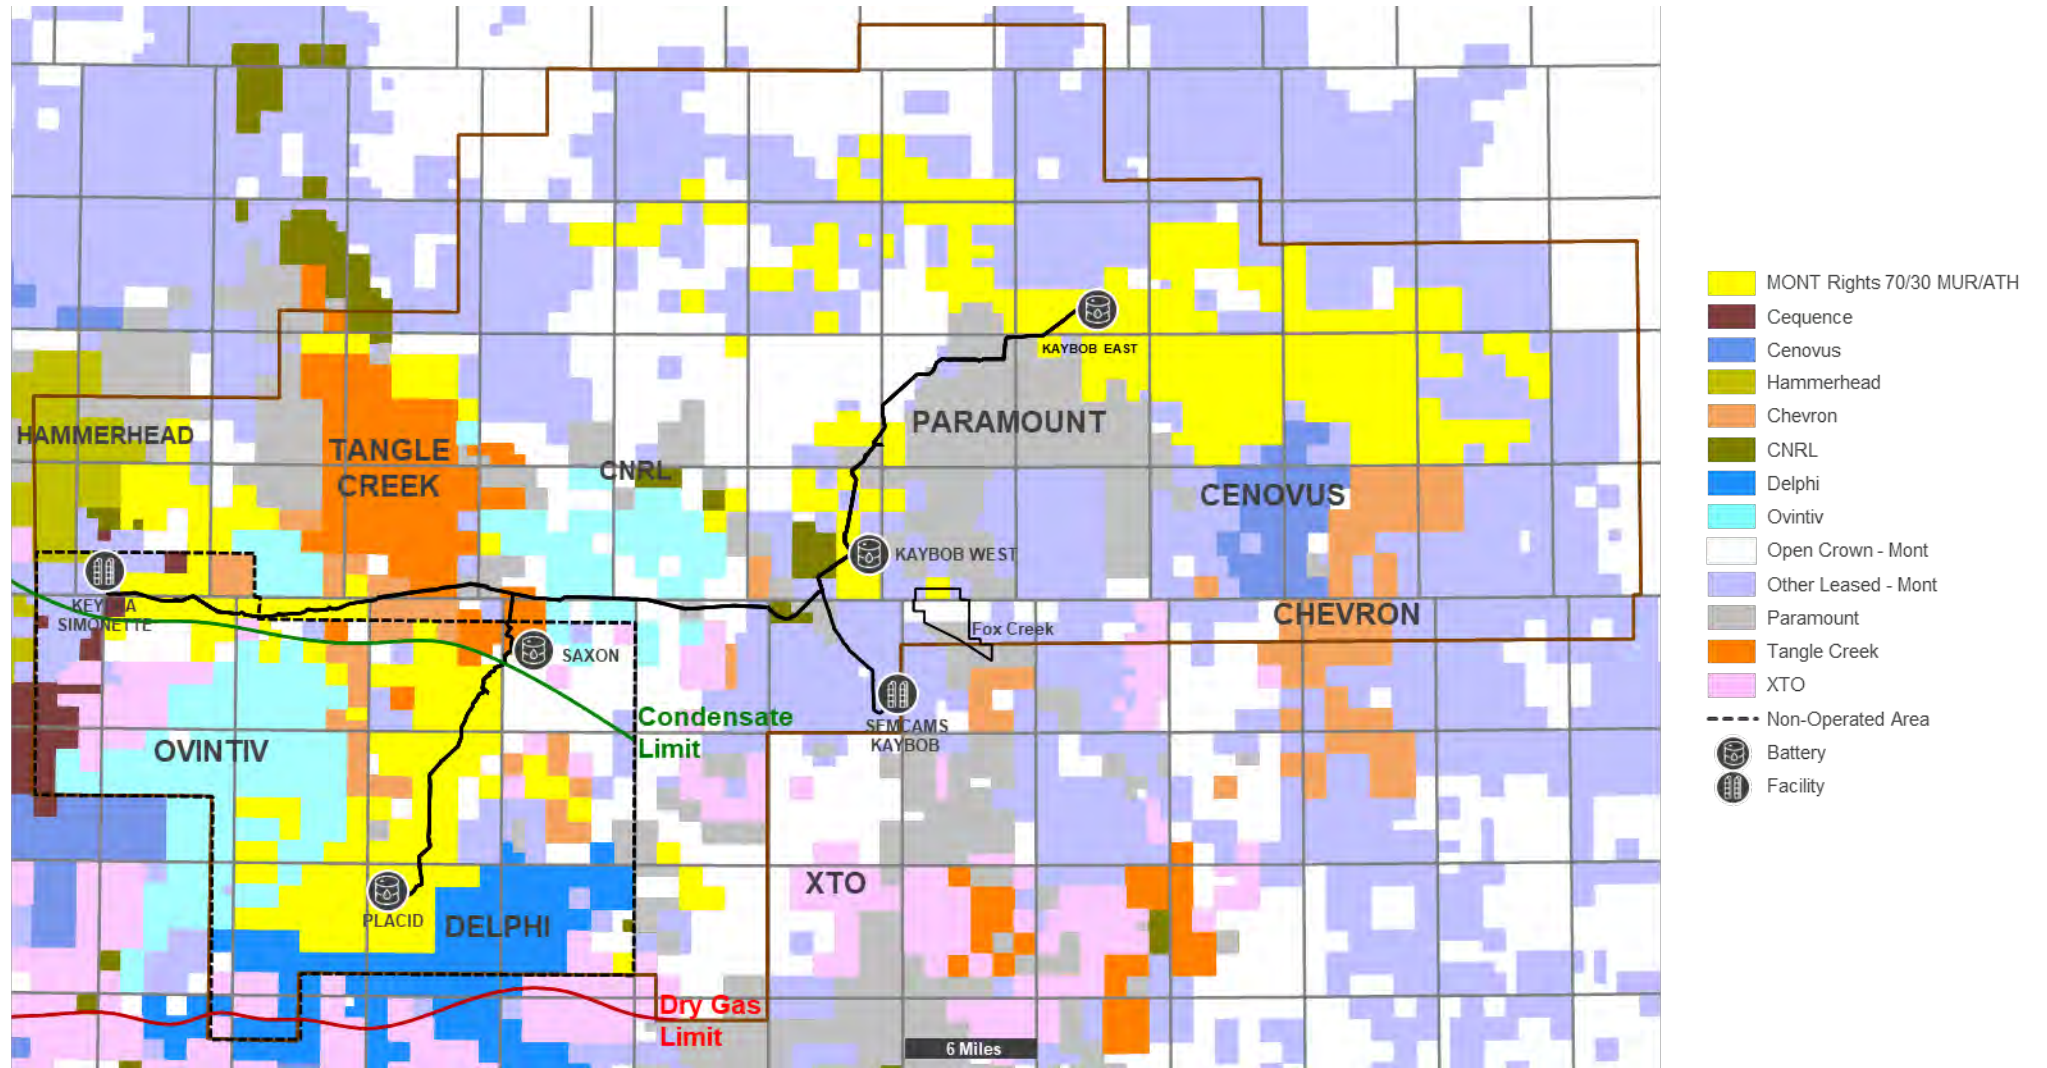 KAYBOB EAST
PARAMOUNT
HAMMERHEAD
TANGLE
CREEK
CNRL
CENOVUS
KAYBOB WEST
KEYERA
SIMONETTE
CHEVRON
Fox Creek
SAXON
Condensate
Limit
SEMCAMS
KAYBOB
OVINTIV
XTO
PLACID
DELPHI
Dry Gas
Limit
6 Miles
MONT Rights 70/30 MUR/ATH
Cequence
Cenovus
Hammerhead
Chevron
CNRL
Delphi
Ovintiv
Open Crown - Mont
Other Leased - Mont
Paramount
Tangle Creek
XTO
Non-Operated Area
Battery
Facility